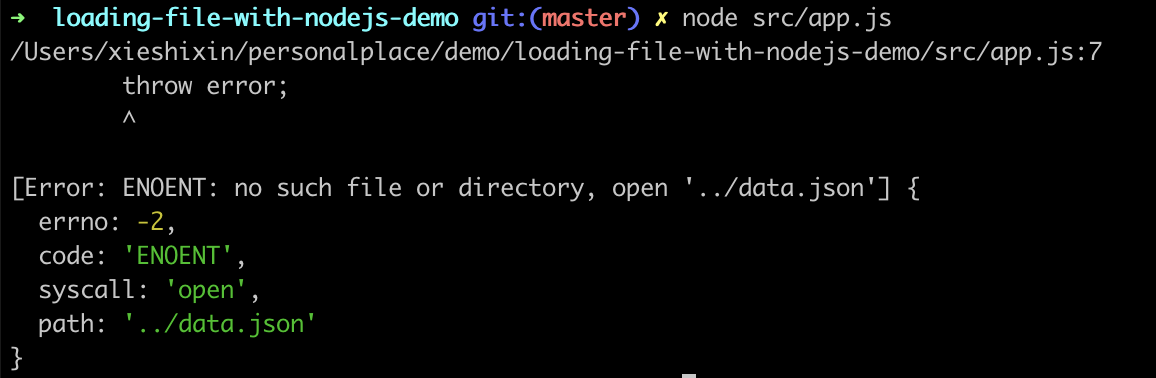 ➜  loading-file-with-nodejs-demo git:(master) ✗ node src/app.js
/Users/xieshixin/personalplace/demo/loading-file-with-nodejs-demo/src/app.js:7
        throw error;
        ^

[Error: ENOENT: no such file or directory, open '../data.json'] {
  errno: -2,
  code: 'ENOENT',
  syscall: 'open',
  path: '../data.json'
}